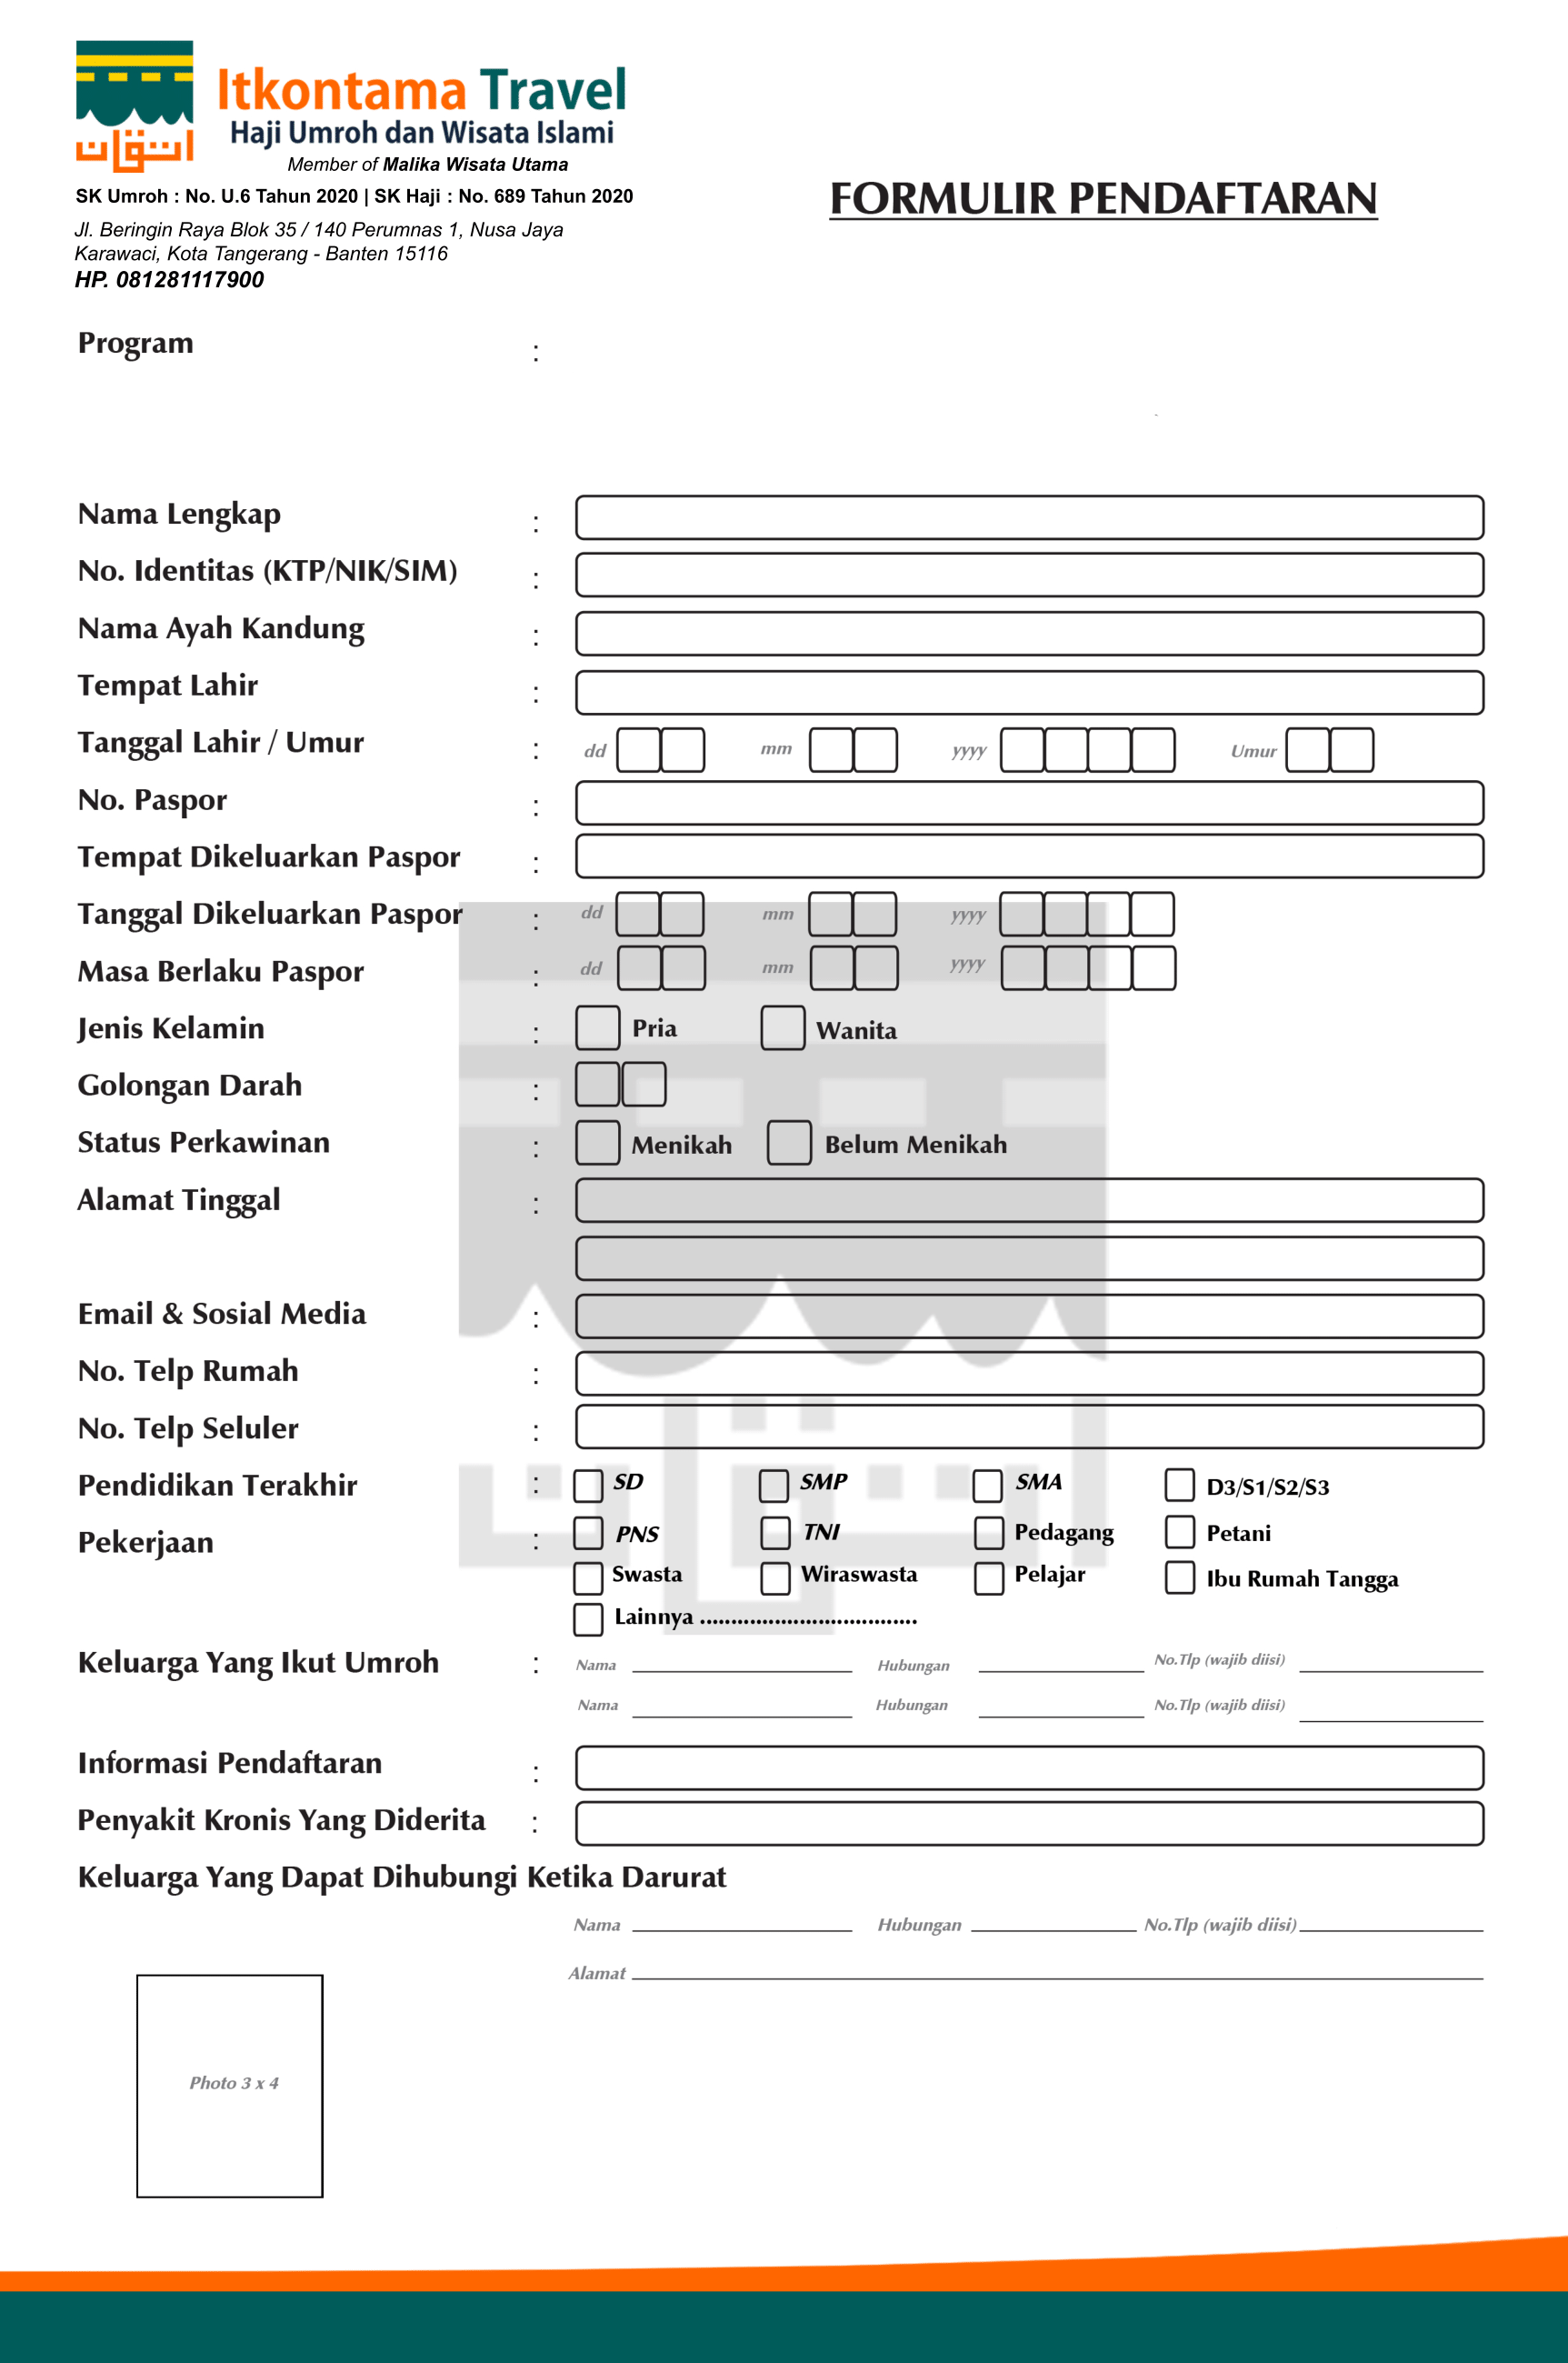 Itkontama Travel
Haji Umroh dan Wisata Islami
Member of Malika Wisata Utama
SK Umroh : No. U.6 Tahun 2020 | SK Haji : No. 689 Tahun 2020
Jl. Beringin Raya Blok 35 / 140 Perumnas 1, Nusa Jaya
Karawaci, Kota Tangerang - Banten 15116
HP. 081281117900
FORMULIR PENDAFTARAN
Program :
Nama Lengkap :
No. Identitas (KTP/NIK/SIM) :
Nama Ayah Kandung :
Tempat Lahir :
Tanggal Lahir / Umur : dd mm yyyy Umur
No. Paspor :
Tempat Dikeluarkan Paspor :
Tanggal Dikeluarkan Paspor : dd mm yyyy
Masa Berlaku Paspor : dd mm yyyy
Jenis Kelamin : Pria Wanita
Golongan Darah :
Status Perkawinan : Menikah Belum Menikah
Alamat Tinggal :
Email & Sosial Media :
No. Telp Rumah :
No. Telp Seluler :
Pendidikan Terakhir : SD SMP SMA D3/S1/S2/S3
Pekerjaan : PNS TNI Pedagang Petani
Swasta Wiraswasta Pelajar Ibu Rumah Tangga
Lainnya ...................................
Keluarga Yang Ikut Umroh : Nama Hubungan No.Tlp (wajib diisi)
Nama Hubungan No.Tlp (wajib diisi)
Informasi Pendaftaran :
Penyakit Kronis Yang Diderita :
Keluarga Yang Dapat Dihubungi Ketika Darurat
Nama Hubungan No.Tlp (wajib diisi)
Alamat
Photo 3 x 4